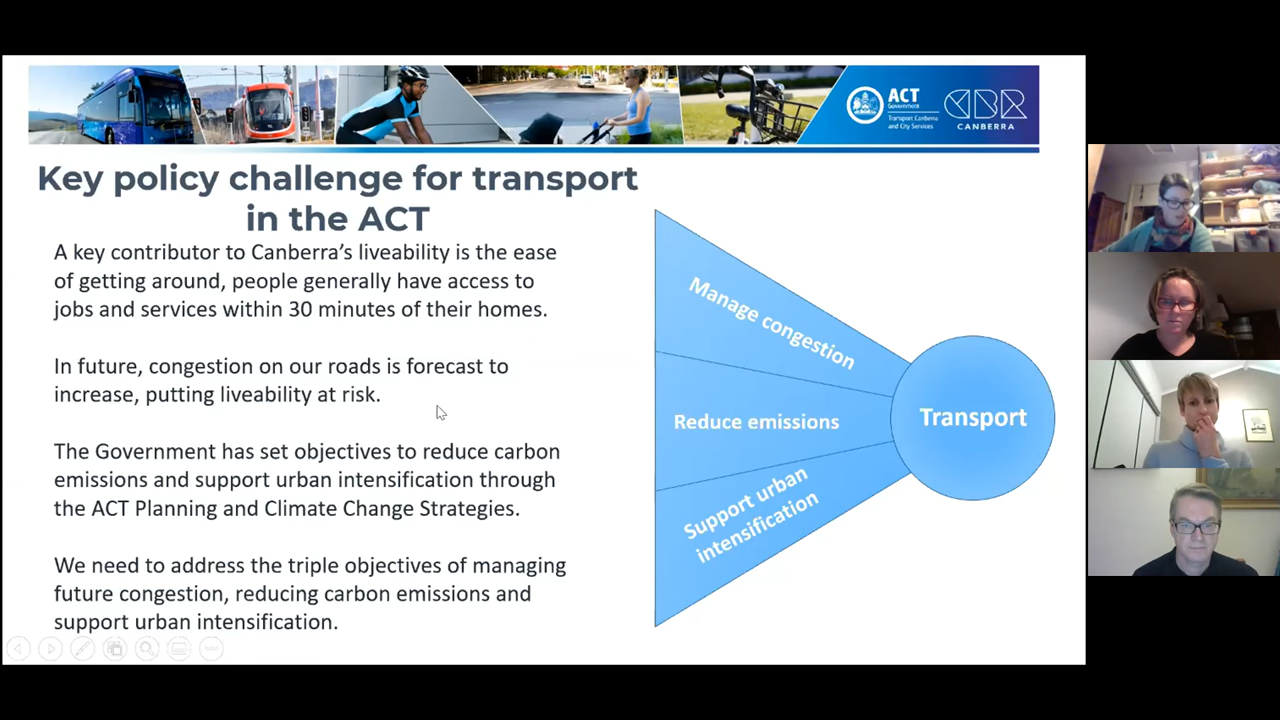 ACT
Government
Transport Canberra
and City Services
CBR
CANBERRA
Key policy challenge for transport
in the ACT
A key contributor to Canberra's liveability is the ease
of getting around, people generally have access to
jobs and services within 30 minutes of their homes.
In future, congestion on our roads is forecast to
increase, putting liveability at risk.
The Government has set objectives to reduce carbon
emissions and support urban intensification through
the ACT Planning and Climate Change Strategies.
We need to address the triple objectives of managing
future congestion, reducing carbon emissions and
support urban intensification.
Manage congestion
Reduce emissions
Support urban
intensification
Transport